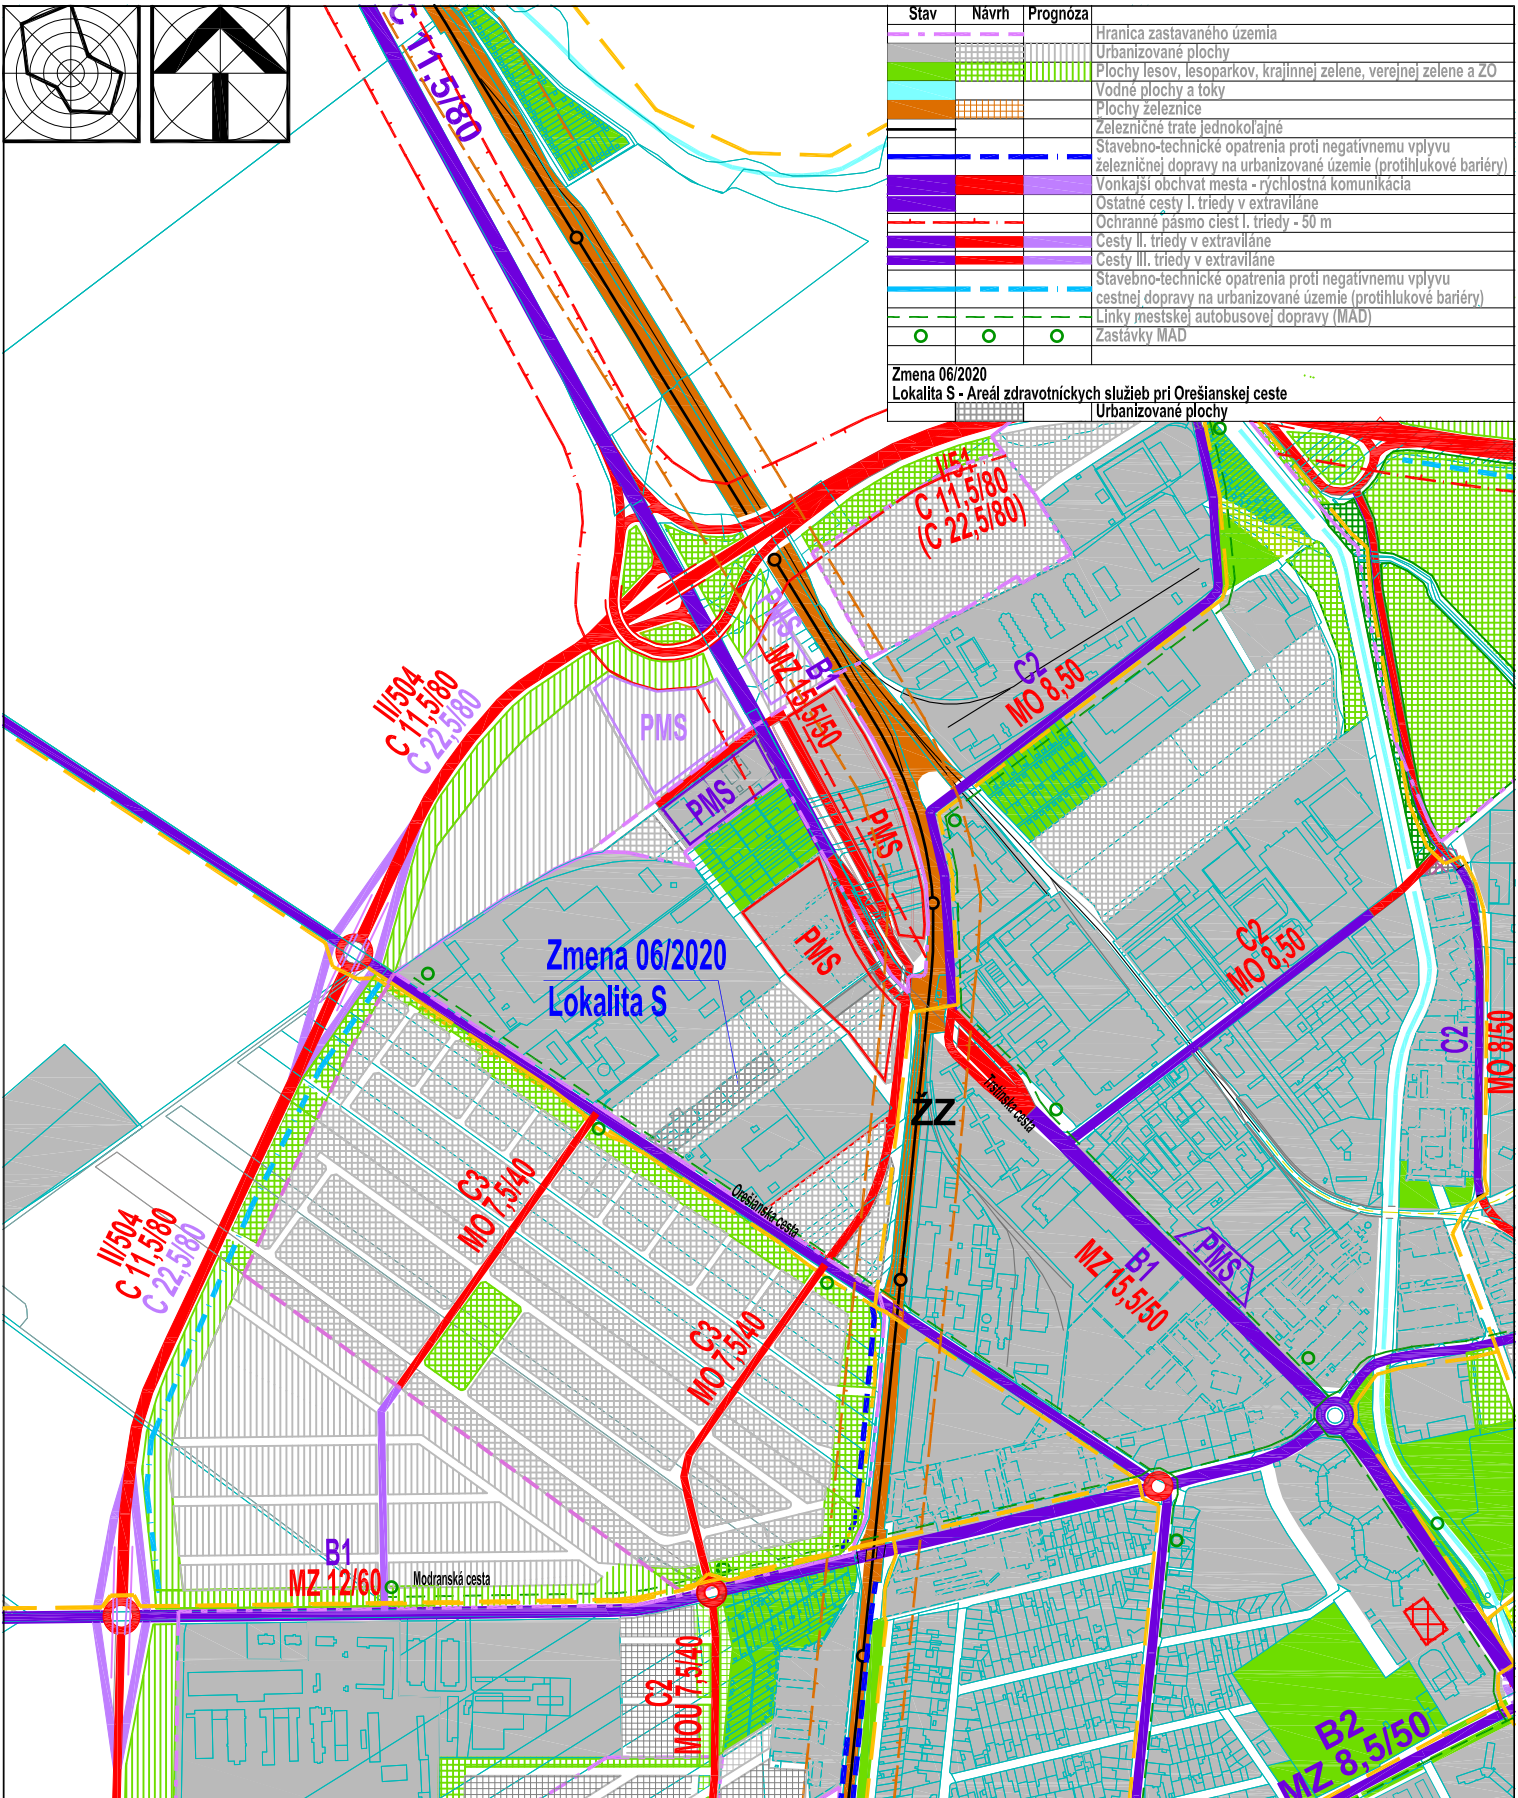 Stav Návrh Prognóza
Hranica zastavaného územia
Urbanizované plochy
Plochy lesov, lesoparkov, krajinnej zelene, verejnej zelene a ZO
Vodné plochy a toky
Plochy železnice
Železničné trate jednokoľajné
Stavebno-technické opatrenia proti negatívnemu vplyvu
železničnej dopravy na urbanizované územie (protihlukové bariéry)
Vonkajší obchvat mesta - rýchlostná komunikácia
Ostatné cesty I. triedy v extraviláne
Ochranné pásmo ciest I. triedy - 50 m
Cesty II. triedy v extraviláne
Cesty III. triedy v extraviláne
Stavebno-technické opatrenia proti negatívnemu vplyvu
cestnej dopravy na urbanizované územie (protihlukové bariéry)
Linky mestskej autobusovej dopravy (MAD)
Zastávky MAD
Zmena 06/2020
Lokalita S - Areál zdravotníckych služieb pri Orešianskej ceste
Urbanizované plochy
C 11,5/80
I/51
C 11,5/80
(C 22,5/80)
PMS
B1
MZ 15,5/50
C2
MO 8,50
II/504
C 11,5/80
C 22,5/80
PMS
PMS
PMS
PMS
Zmena 06/2020
Lokalita S
C2
MO 8,50
C2
MO 8/50
Trstínska cesta
ŽZ
C3
MO 7,5/40
Orešianska cesta
II/504
C 11,5/80
C 22,5/80
PMS
B1
MZ 15,5/50
C3
MO 7,5/40
B1
MZ 12/60
Modranská cesta
C2
MOU 7,5/40
B2
MZ 8,5/50